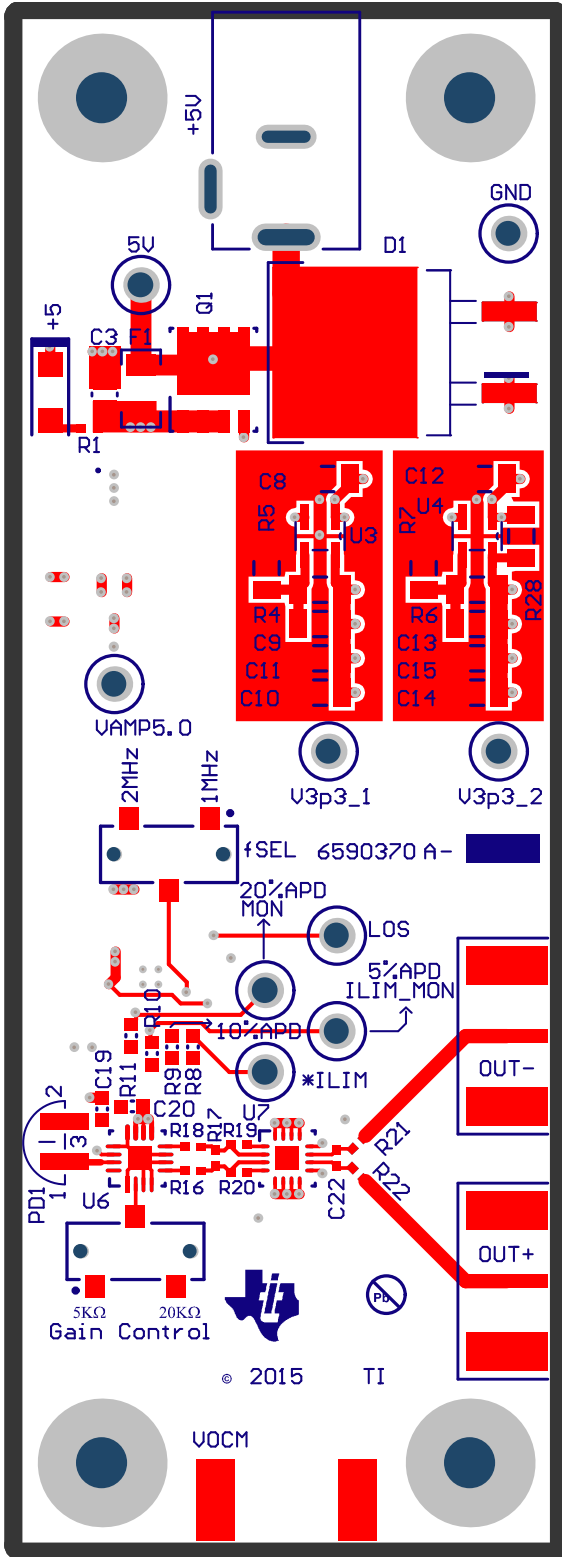 +5V
GND
5V
D1
+5
C3
F1
Q1
R1
C8
C12
R5
U3
R7
U4
R4
R6
R28
C9
C13
C11
C15
C10
C14
VAMP5.0
V3p3_1
V3p3_2
2MHz
1MHz
fSEL
6590370 A-
20%APD
MON
LOS
5%APD
ILIM_MON
R10
10%APD
R9
R8
*ILIM
OUT-
C19
R11
C20
U7
2
3
1
PD1
U6
R18
R17
R19
R16
R20
C22
R21
R22
OUT+
5KΩ
20KΩ
Gain Control
ti
Pb
© 2015
TI
VOCM